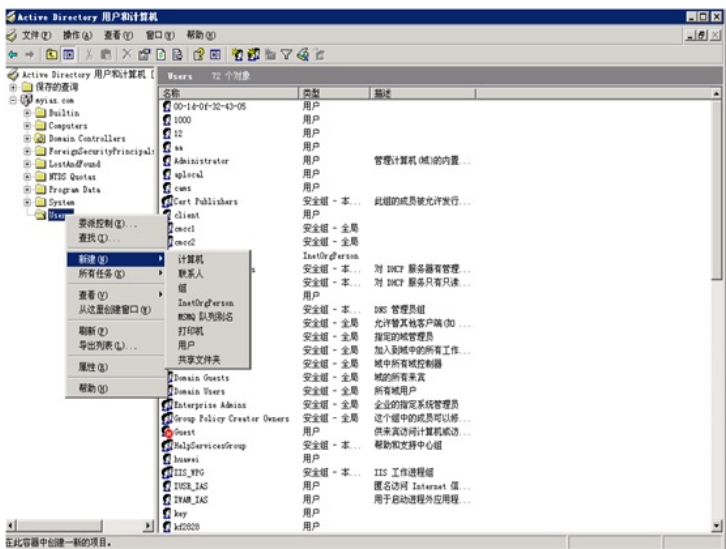 Active Directory 用户和计算机
文件(F) 操作(A) 查看(V) 窗口(W) 帮助(H)
Active Directory 用户和计算机 [
保存的查询
Builtin
Computers
Domain Controllers
ForeignSecurityPrincipals
LostAndFound
NTDS Quotas
Program Data
System
Users
委派控制(E)...
查找(I)...
新建(N)
所有任务(K)
查看(V)
从这里创建窗口(W)
刷新(F)
导出列表(L)...
属性(R)
帮助(H)
计算机
联系人
组
InetOrgPerson
MSMQ 队列别名
打印机
用户
共享文件夹
Users 72 个对象
名称 类型 描述
00-1d-0f-32-43-05 用户
1000 用户
12 用户
aa 用户
Administrator 用户 管理计算机(域)的内置...
aplocal 用户
cams 用户
Cert Publishers 安全组 - 本... 此组的成员被允许发行...
client 用户
cmcc1 安全组 - 全局
cmcc2 安全组 - 全局
InetOrgPerson
s 安全组 - 本... 对 DHCP 服务器有管理...
安全组 - 本... 对 DHCP 服务只有只读...
用户
安全组 - 本... DNS 管理员组
安全组 - 全局 允许替其他客户端(如...
安全组 - 全局 指定的域管理员
安全组 - 全局 加入到域中的所有工作...
安全组 - 全局 域中所有域控制器
Domain Guests 安全组 - 全局 域的所有来宾
Domain Users 安全组 - 全局 所有域用户
Enterprise Admins 安全组 - 全局 企业的指定系统管理员
Group Policy Creator Owners 安全组 - 全局 这个组中的成员可以修...
Guest 用户 供来宾访问计算机或访...
HelpServicesGroup 安全组 - 本... 帮助和支持中心组
huawei 用户
IIS_WPG 安全组 - 本... IIS 工作进程组
IUSR_IAS 用户 匿名访问 Internet 信...
IWAM_IAS 用户 用于启动进程外应用程...
key 用户
kf2828 用户
在此容器中创建一新的项目。